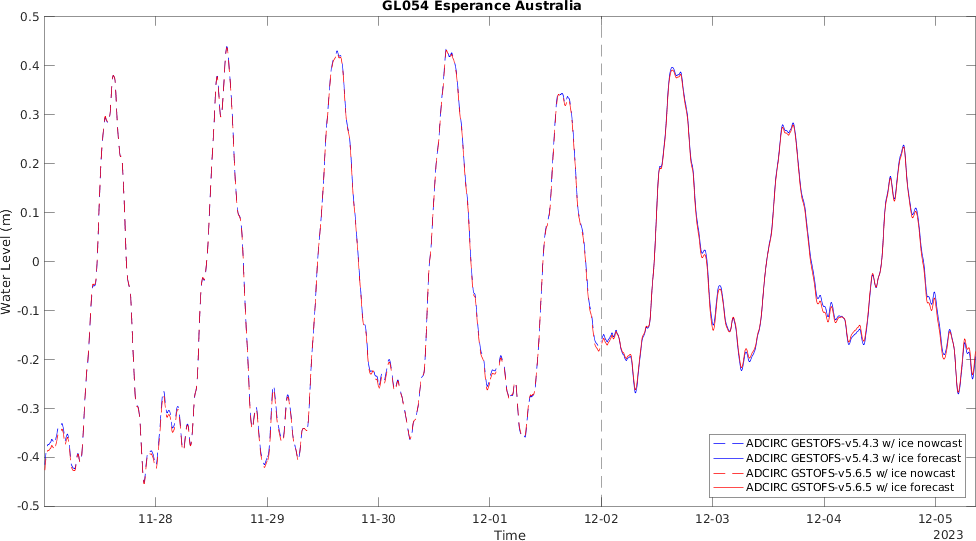 GL054 Esperance Australia
0.5
0.4
0.3
0.2
0.1
0
-0.1
-0.2
-0.3
-0.4
-0.5
Water Level (m)
ADCIRC GESTOFS-v5.4.3 w/ ice nowcast
ADCIRC GESTOFS-v5.4.3 w/ ice forecast
ADCIRC GSTOFS-v5.6.5 w/ ice nowcast
ADCIRC GSTOFS-v5.6.5 w/ ice forecast
11-28 11-29 11-30 12-01 12-02 12-03 12-04 12-05
Time 2023